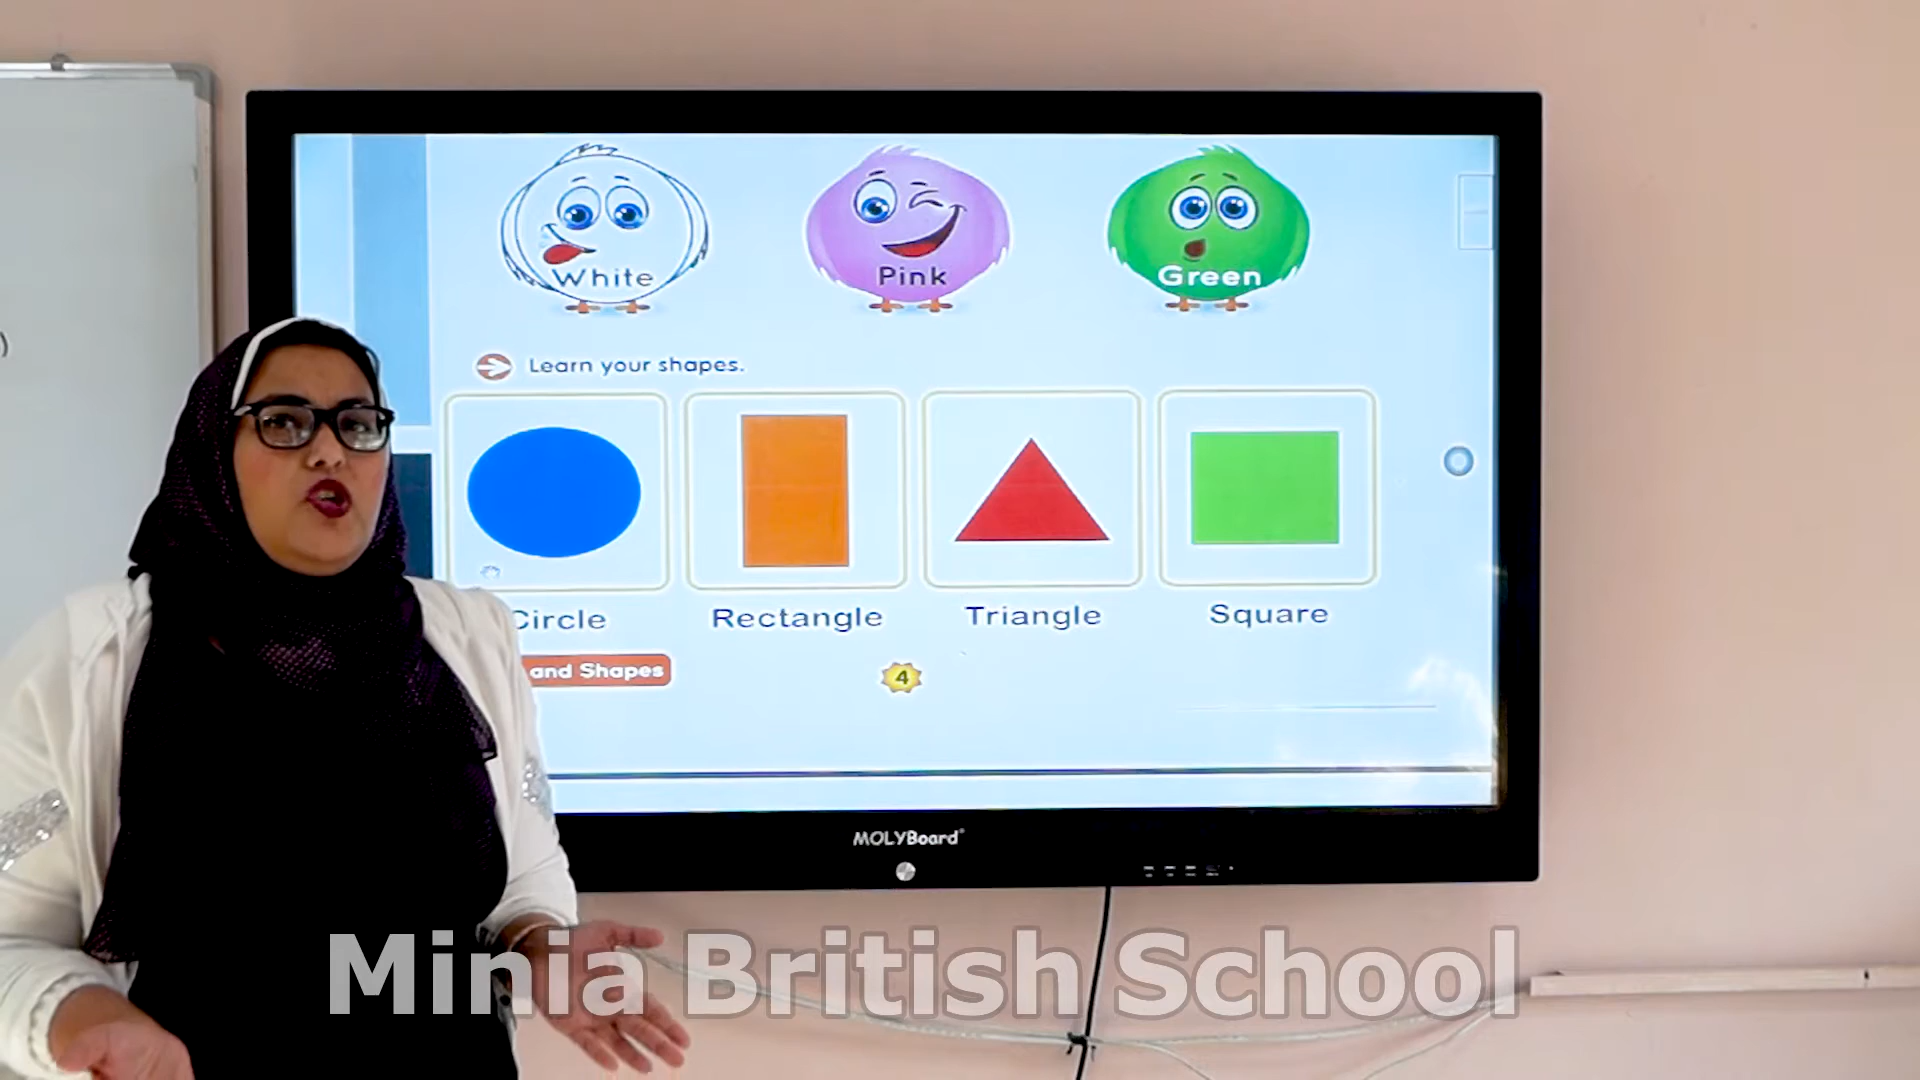 White
Pink
Green
Learn your shapes.
Circle
Rectangle
Triangle
Square
and Shapes
4
MOLYBoard
Minia British School